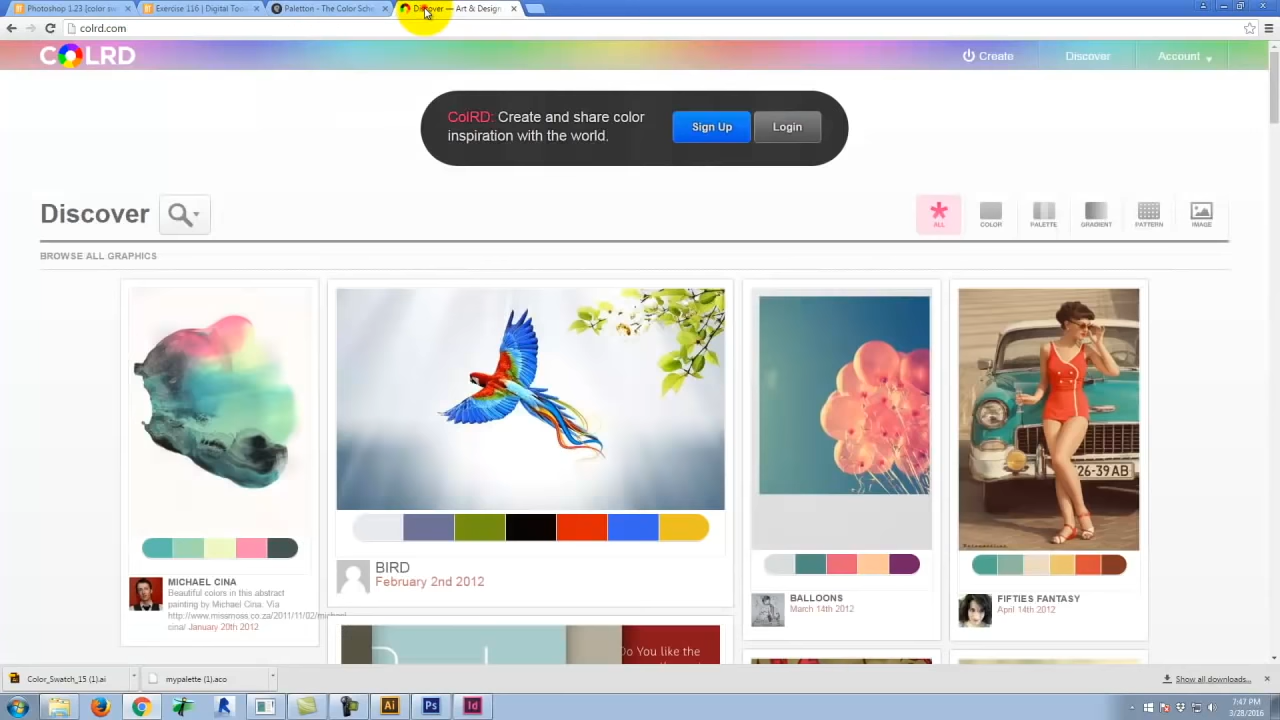 Photoshop 1.23 [color sw
Exercise 116 | Digital Tool
Paletton - The Color Sche
Discover — Art & Design
colrd.com
COLRD
Create
Discover
Account
ColRD: Create and share color
inspiration with the world.
Sign Up
Login
Discover
ALL
COLOR
PALETTE
GRADIENT
PATTERN
IMAGE
BROWSE ALL GRAPHICS
MICHAEL CINA
Beautiful colors in this abstract
painting by Michael Cina. Via
http://www.missmoss.co.za/2011/11/02/michael-
cina/ January 20th 2012
BIRD
February 2nd 2012
BALLOONS
March 14th 2012
26-39 AB
FIFTIES FANTASY
April 14th 2012
Do You like the
Color_Swatch_15 (1).ai
mypalette (1).aco
Show all downloads...
Ai
Ps
Id
7:47 PM
3/28/2016